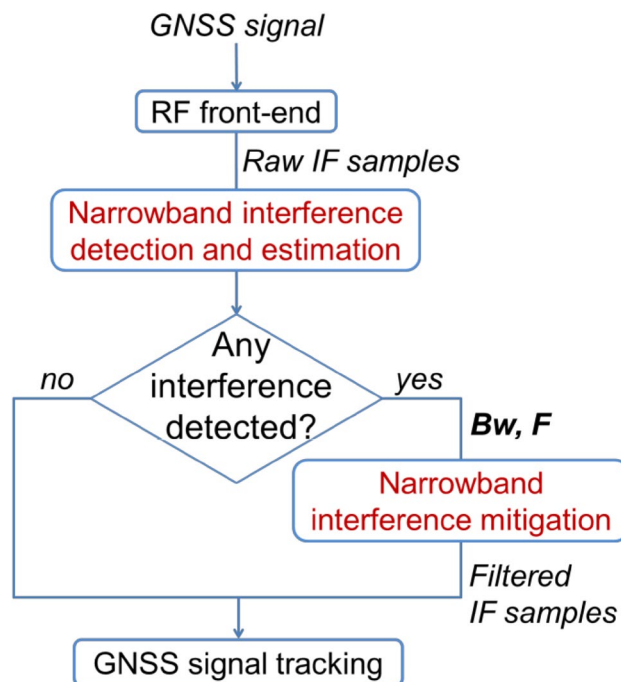 GNSS signal
RF front-end
Raw IF samples
Narrowband interference
detection and estimation
Any
interference
detected?
no
yes
Bw, F
Narrowband
interference mitigation
Filtered
IF samples
GNSS signal tracking